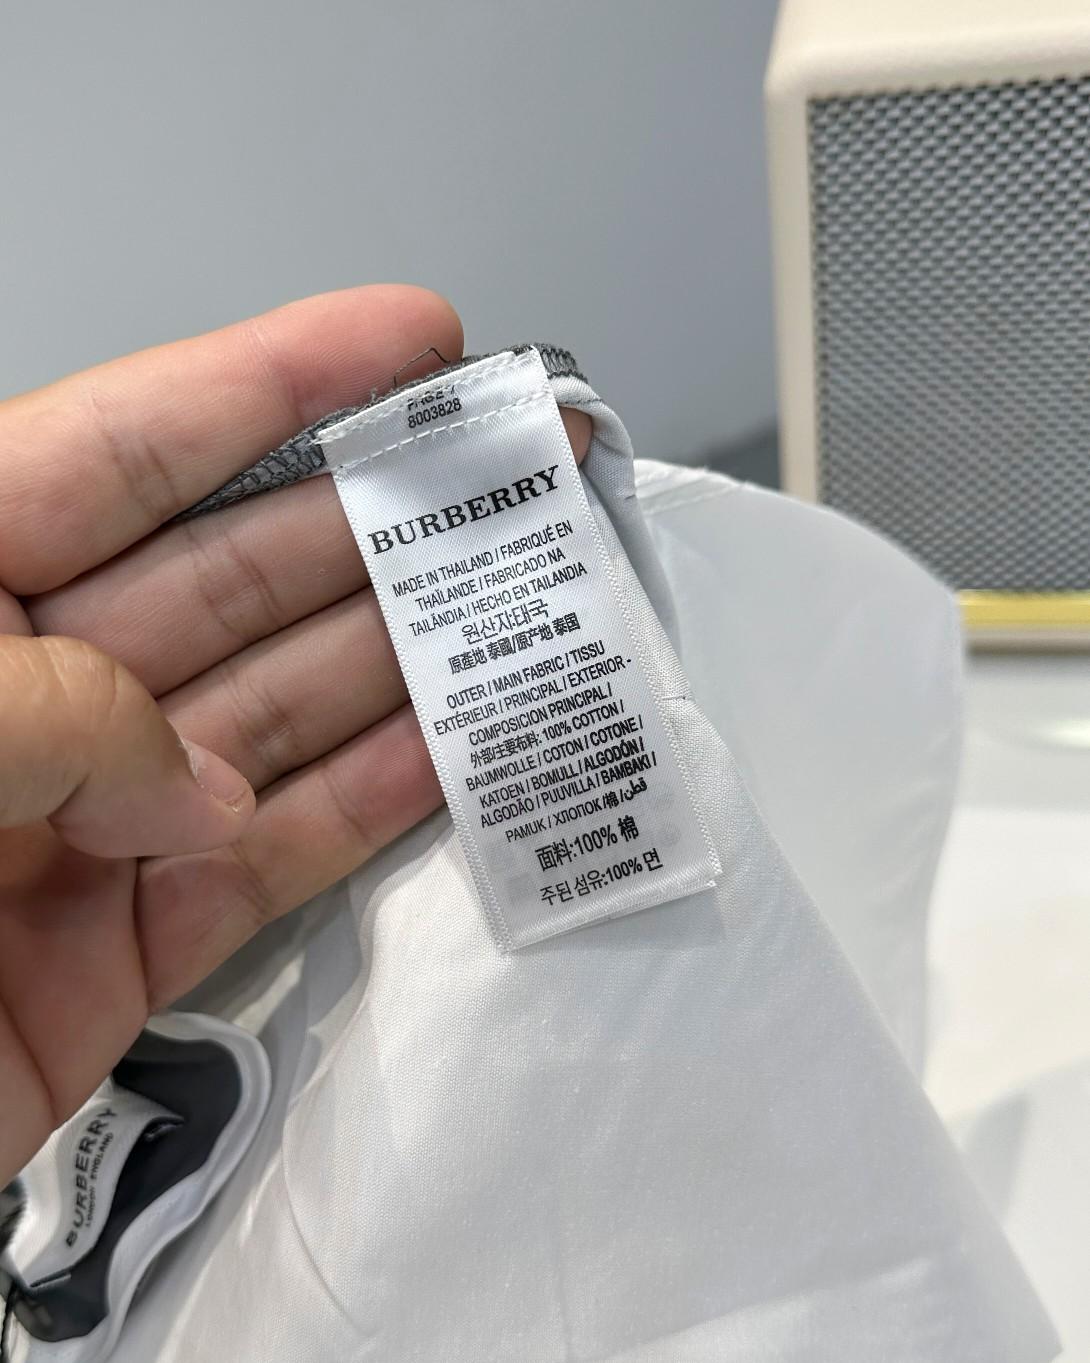 8003828
BURBERRY
MADE IN THAILAND / FABRIQUÉ EN
THAÏLANDE / FABRICADO NA
TAILÂNDIA / HECHO EN TAILANDIA
원산지:태국
原產地 泰國/原产地 泰国
OUTER / MAIN FABRIC / TISSU
EXTÉRIEUR / PRINCIPAL / EXTERIOR -
COMPOSICION PRINCIPAL /
外部/主要布料: 100% COTTON /
BAUMWOLLE / COTON / COTONE /
KATOEN / BOMULL / ALGODÓN /
ALGODÃO / PUUVILLA / BAMBAKI /
PAMUK / ХЛОПОК /棉 / قطن
面料:100% 棉
주된 섬유:100% 면
BURBERRY
LONDON ENGLAND